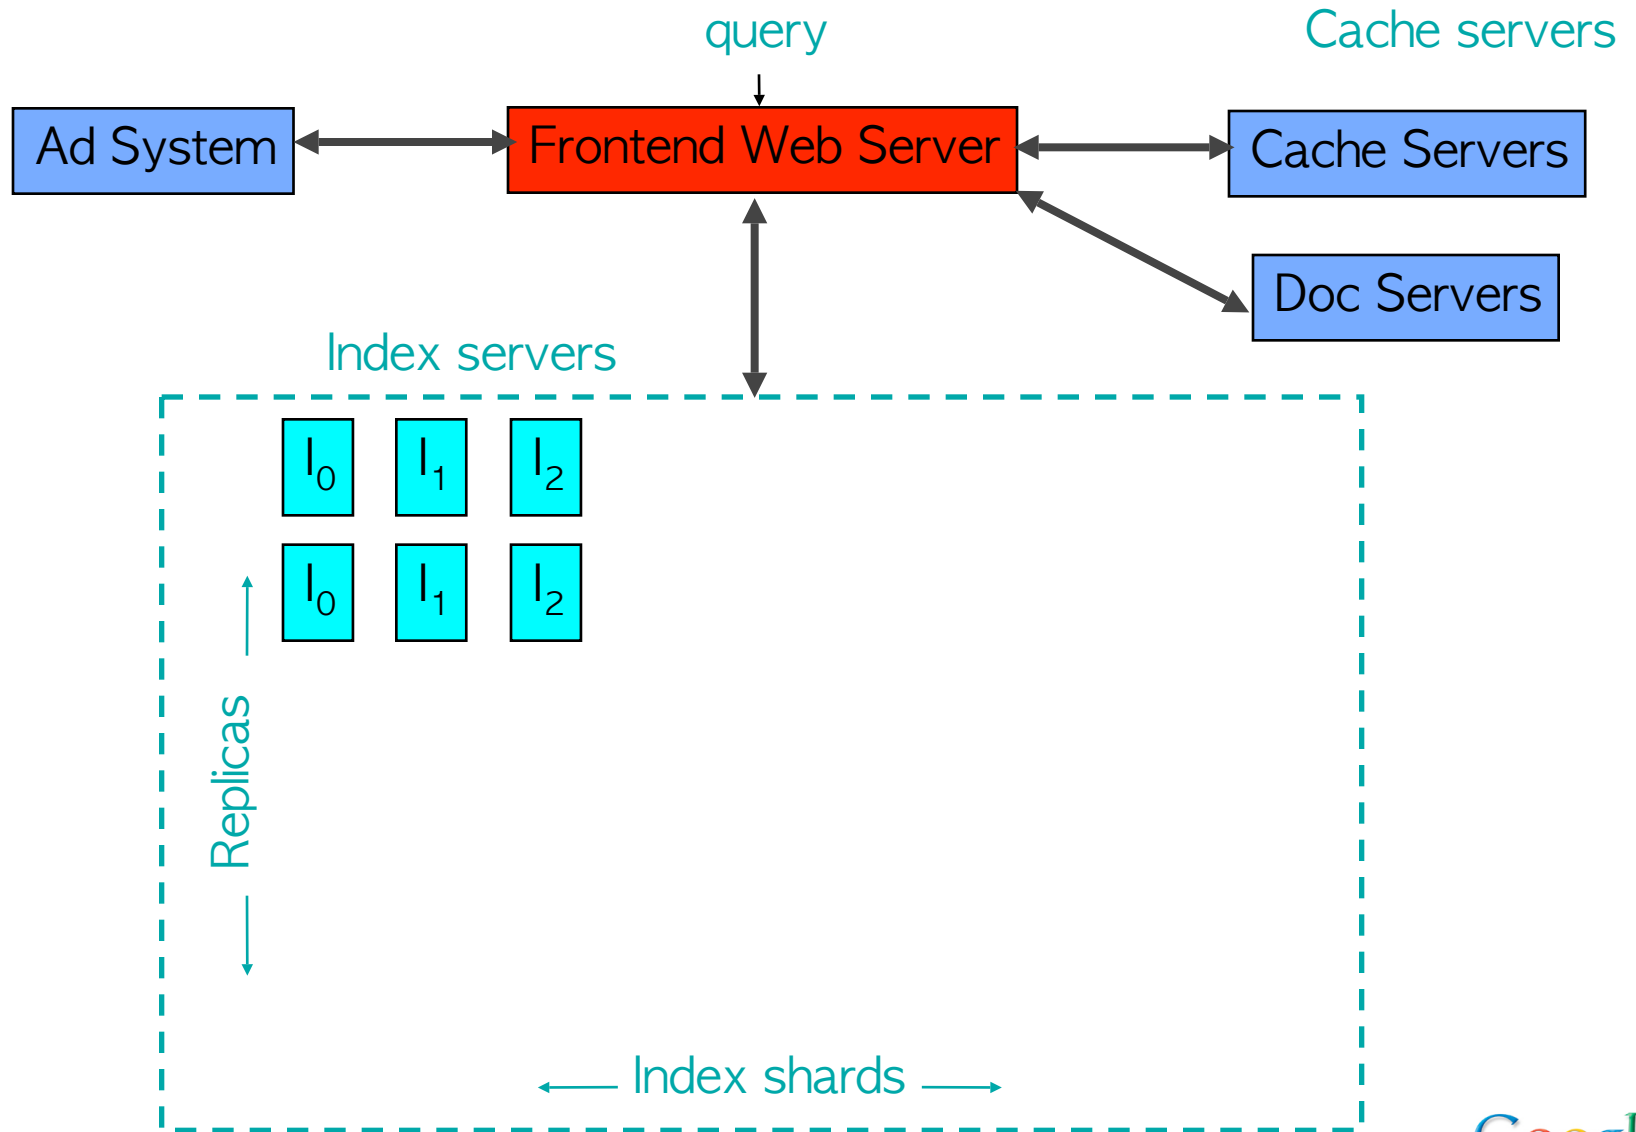 query
Cache servers
Ad System
Frontend Web Server
Cache Servers
Doc Servers
Index servers
I0 I1 I2
I0 I1 I2
Replicas
Index shards